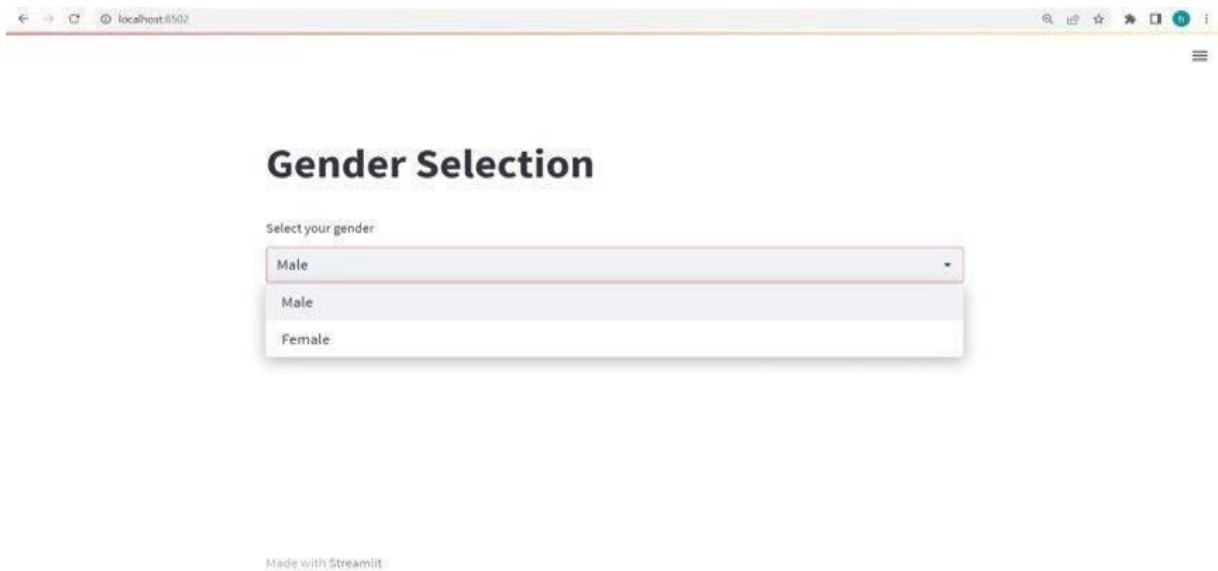 localhost:8502
h
Gender Selection
Select your gender
Male
Male
Female
Made with Streamlit